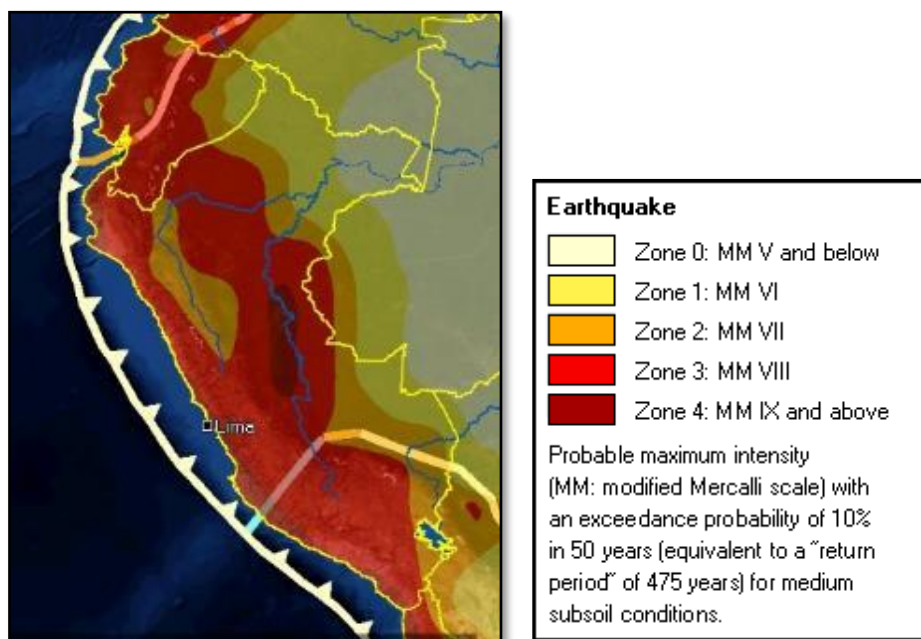 Lima
Earthquake
Zone 0: MM V and below
Zone 1: MM VI
Zone 2: MM VII
Zone 3: MM VIII
Zone 4: MM IX and above
Probable maximum intensity
(MM: modified Mercalli scale) with
an exceedance probability of 10%
in 50 years (equivalent to a "return
period" of 475 years) for medium
subsoil conditions.